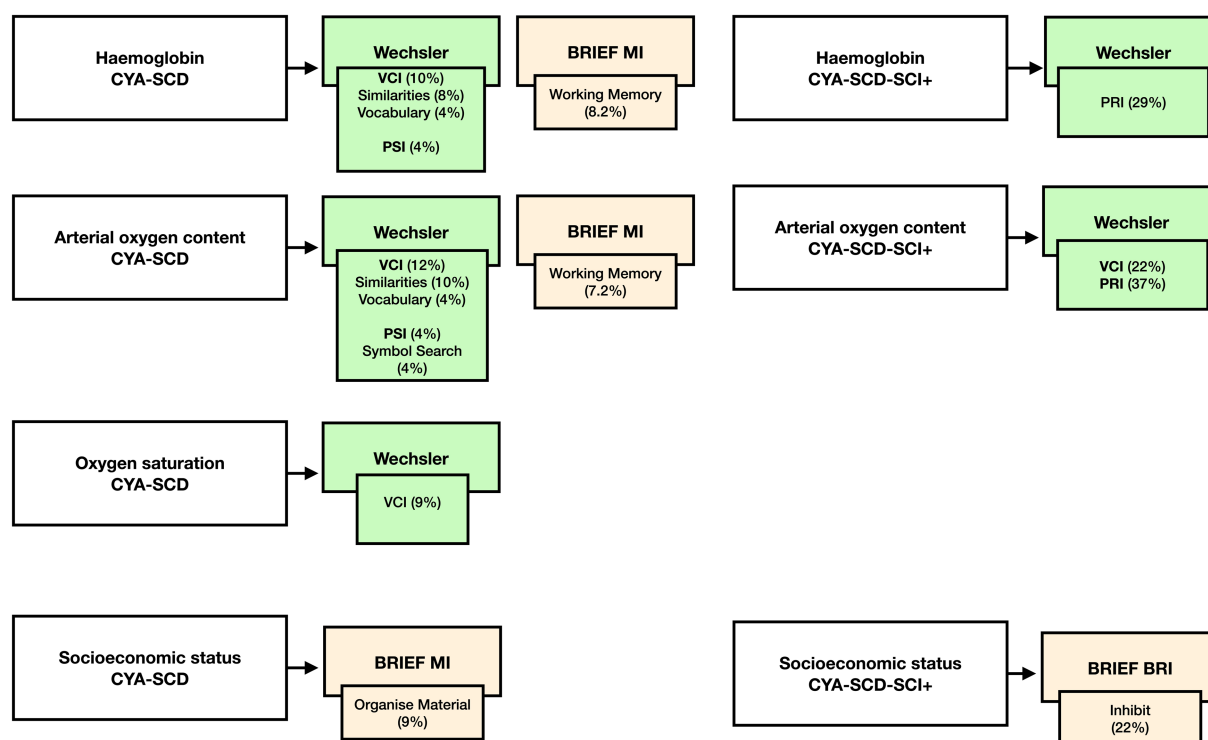 Haemoglobin
CYA-SCD
Wechsler
VCI (10%)
Similarities (8%)
Vocabulary (4%)
PSI (4%)
BRIEF MI
Working Memory
(8.2%)
Haemoglobin
CYA-SCD-SCI+
Wechsler
PRI (29%)
Arterial oxygen content
CYA-SCD
Wechsler
VCI (12%)
Similarities (10%)
Vocabulary (4%)
PSI (4%)
Symbol Search
(4%)
BRIEF MI
Working Memory
(7.2%)
Arterial oxygen content
CYA-SCD-SCI+
Wechsler
VCI (22%)
PRI (37%)
Oxygen saturation
CYA-SCD
Wechsler
VCI (9%)
Socioeconomic status
CYA-SCD
BRIEF MI
Organise Material
(9%)
Socioeconomic status
CYA-SCD-SCI+
BRIEF BRI
Inhibit
(22%)